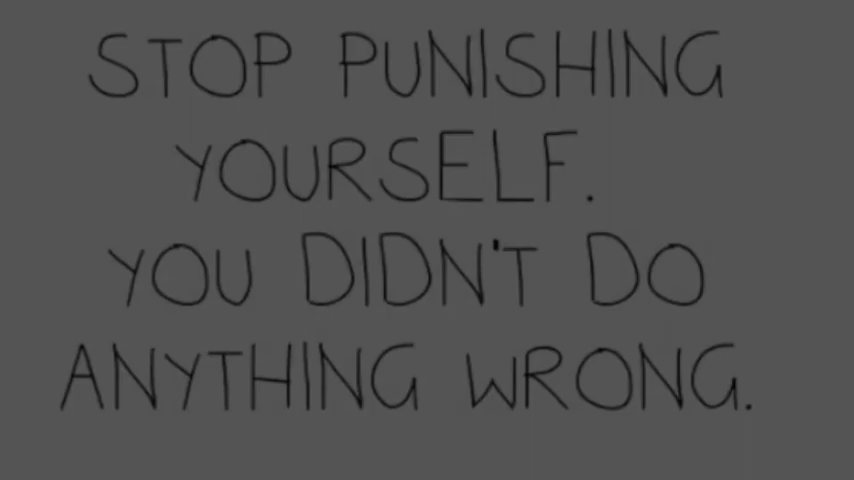 STOP PUNISHING
YOURSELF.
YOU DIDN'T DO
ANYTHING WRONG.